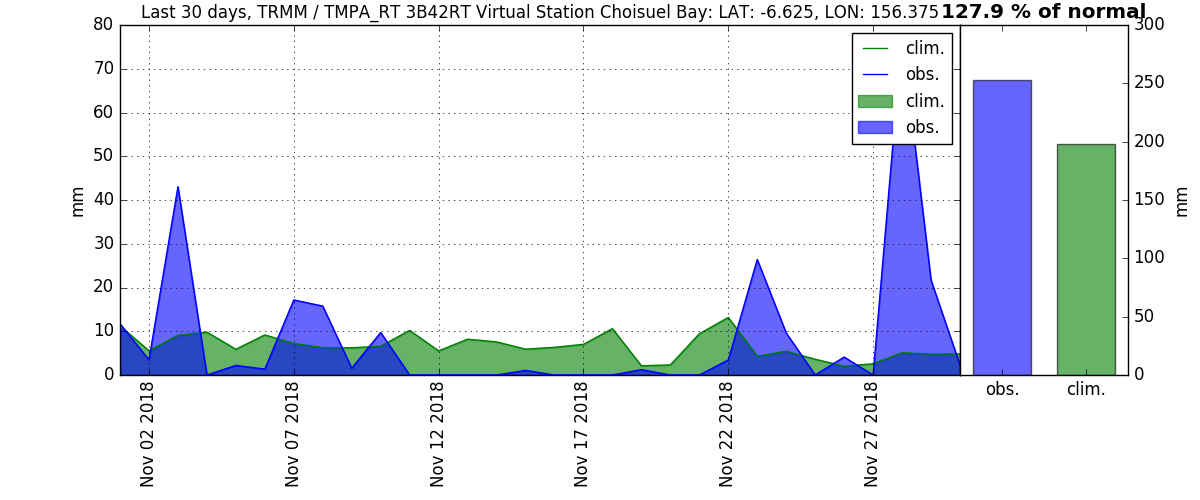 Last 30 days, TRMM / TMPA_RT 3B42RT Virtual Station Choisuel Bay: LAT: -6.625, LON: 156.375
127.9 % of normal
80
70
60
50
40
30
20
10
0
mm
clim.
obs.
clim.
obs.
300
250
200
150
100
50
0
mm
Nov 02 2018
Nov 07 2018
Nov 12 2018
Nov 17 2018
Nov 22 2018
Nov 27 2018
obs.
clim.